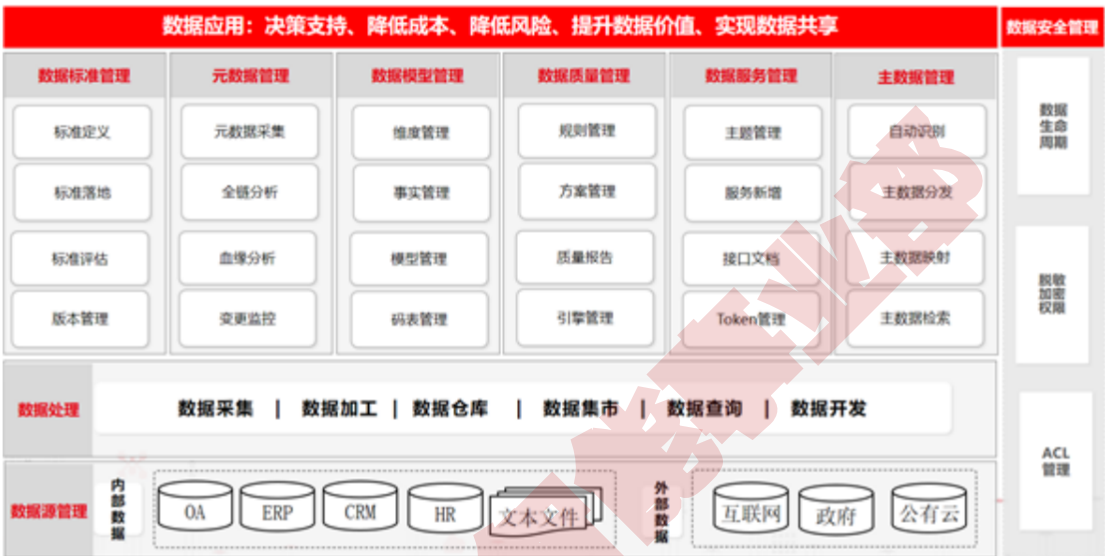 数据应用：决策支持、降低成本、降低风险、提升数据价值、实现数据共享
数据安全管理
数据标准管理
元数据管理
数据模型管理
数据质量管理
数据服务管理
主数据管理
标准定义
元数据采集
维度管理
规则管理
主题管理
自动识别
标准落地
全链分析
事实管理
方案管理
服务新增
主数据分发
标准评估
血缘分析
模型管理
质量报告
接口文档
主数据映射
版本管理
变更监控
码表管理
引擎管理
Token管理
主数据检索
数据
生命
周期
脱敏
加密
权限
ACL
管理
数据处理
数据采集 | 数据加工 | 数据仓库 | 数据集市 | 数据查询 | 数据开发
数据源管理
内部数据
OA
ERP
CRM
HR
文本文件
外部数据
互联网
政府
公有云